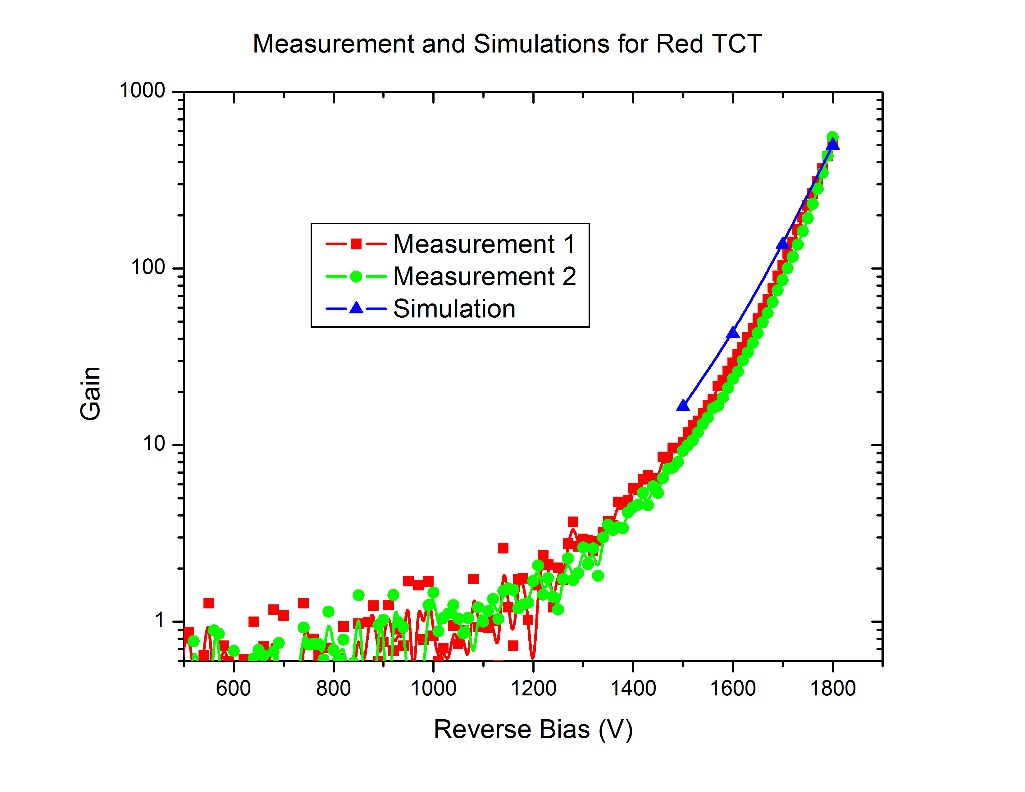 Measurement and Simulations for Red TCT
1000
100
10
1
Gain
Measurement 1
Measurement 2
Simulation
600 800 1000 1200 1400 1600 1800
Reverse Bias (V)